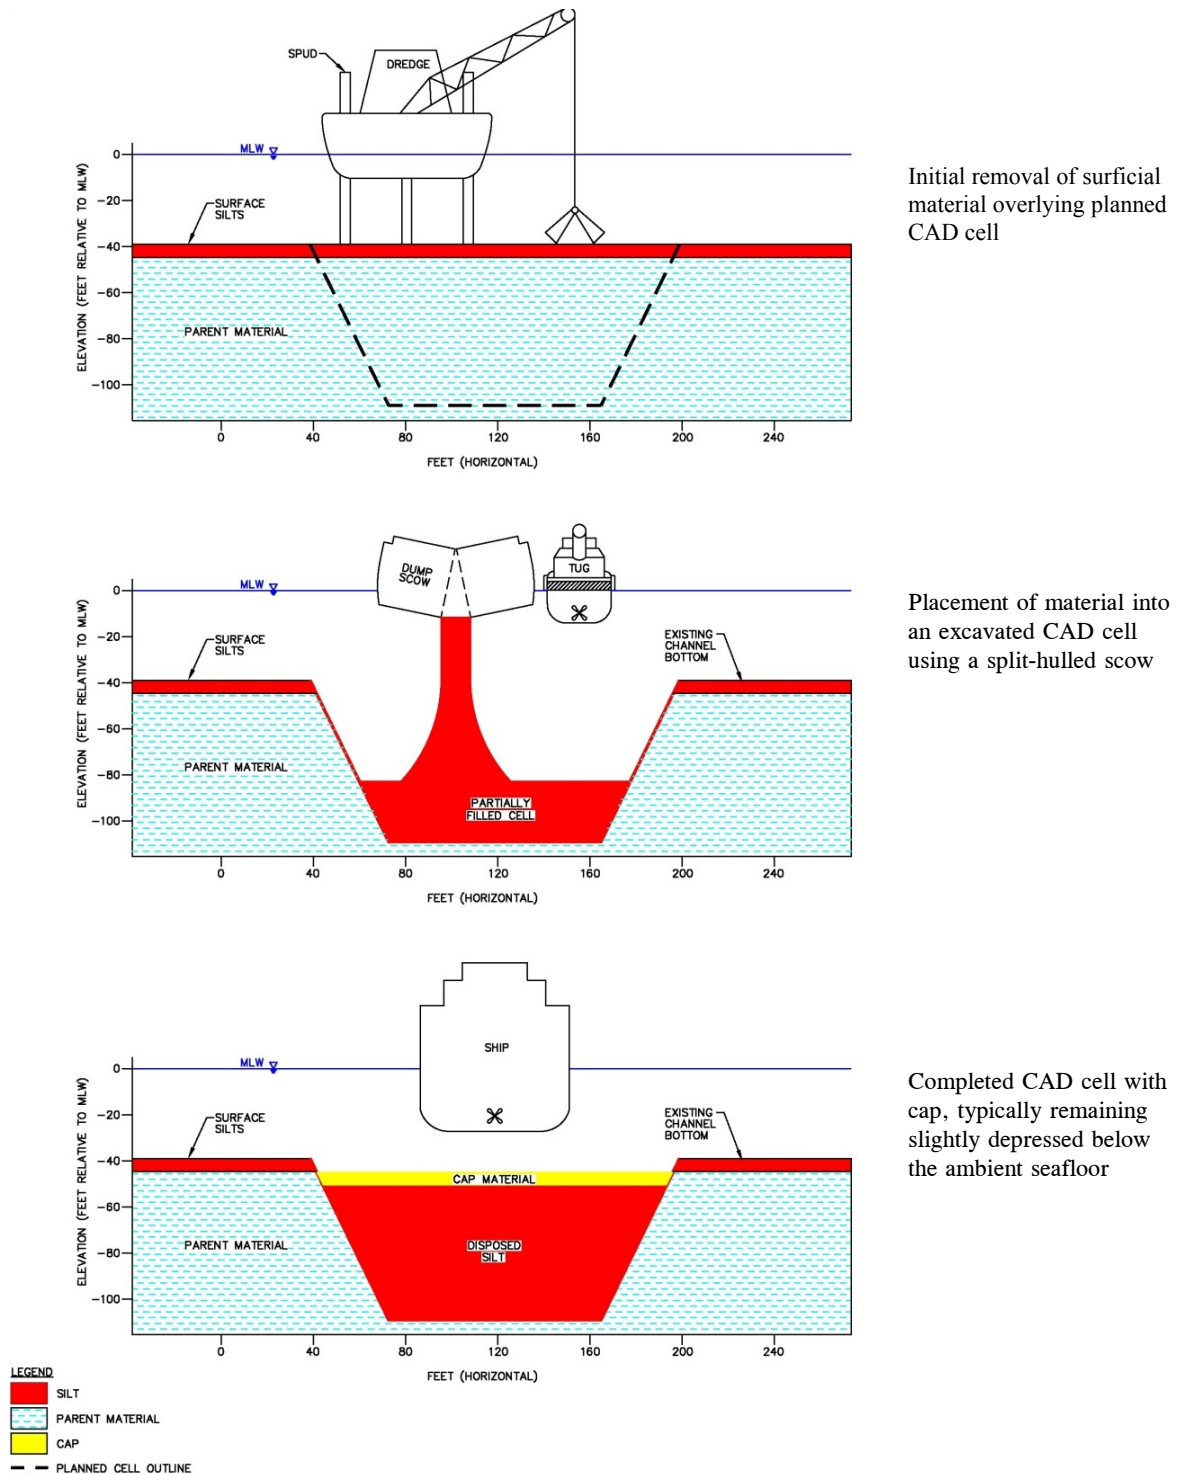 SPUD
DREDGE
MLW
0
-20
-40
-60
-80
-100
ELEVATION (FEET RELATIVE TO MLW)
SURFACE
SILTS
PARENT MATERIAL
0 40 80 120 160 200 240
FEET (HORIZONTAL)
Initial removal of surficial
material overlying planned
CAD cell
DUMP
SCOW
TUG
MLW
0
-20
-40
-60
-80
-100
ELEVATION (FEET RELATIVE TO MLW)
SURFACE
SILTS
EXISTING
CHANNEL
BOTTOM
PARENT MATERIAL
PARTIALLY
FILLED CELL
0 40 80 120 160 200 240
FEET (HORIZONTAL)
Placement of material into
an excavated CAD cell
using a split-hulled scow
SHIP
MLW
0
-20
-40
-60
-80
-100
ELEVATION (FEET RELATIVE TO MLW)
SURFACE
SILTS
EXISTING
CHANNEL
BOTTOM
CAP MATERIAL
PARENT MATERIAL
DISPOSED
SILT
0 40 80 120 160 200 240
FEET (HORIZONTAL)
Completed CAD cell with
cap, typically remaining
slightly depressed below
the ambient seafloor
LEGEND
SILT
PARENT MATERIAL
CAP
PLANNED CELL OUTLINE